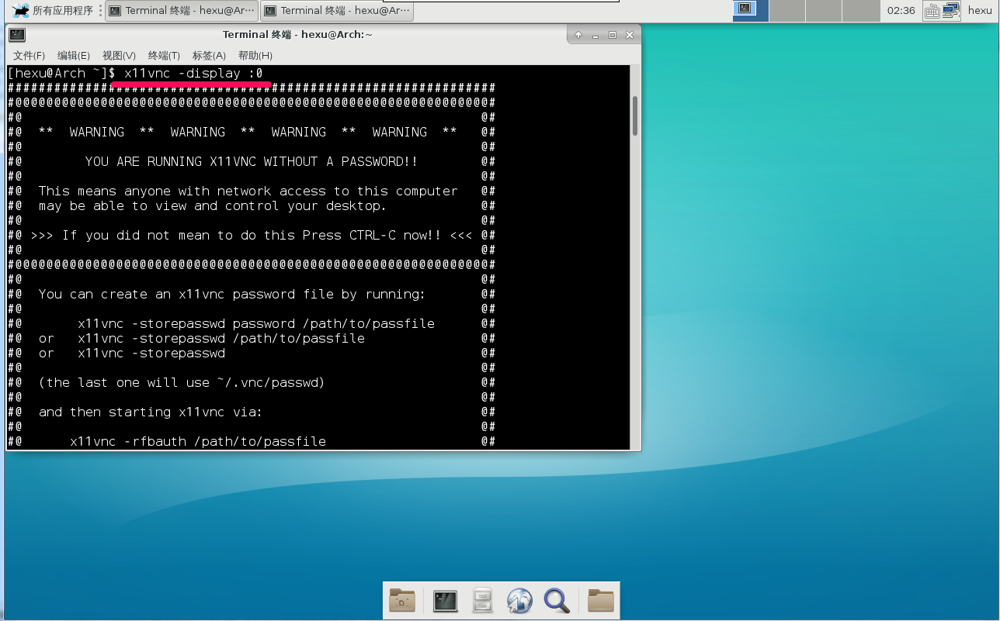 所有应用程序 Terminal 终端 - hexu@Ar··· Terminal 终端 - hexu@Ar··· 02:36 hexu
Terminal 终端 - hexu@Arch:~
文件(F) 编辑(E) 视图(V) 终端(T) 标签(A) 帮助(H)
[hexu@Arch ~]$ x11vnc -display :0
###############################################################
#@@@@@@@@@@@@@@@@@@@@@@@@@@@@@@@@@@@@@@@@@@@@@@@@@@@@@@@@@@@@@#
#@                                                           @#
#@  **  WARNING  **  WARNING  **  WARNING  **  WARNING  **   @#
#@                                                           @#
#@        YOU ARE RUNNING X11VNC WITHOUT A PASSWORD!!        @#
#@                                                           @#
#@  This means anyone with network access to this computer   @#
#@  may be able to view and control your desktop.            @#
#@                                                           @#
#@ >>> If you did not mean to do this Press CTRL-C now!! <<< @#
#@                                                           @#
#@@@@@@@@@@@@@@@@@@@@@@@@@@@@@@@@@@@@@@@@@@@@@@@@@@@@@@@@@@@@@#
#@                                                           @#
#@  You can create an x11vnc password file by running:       @#
#@                                                           @#
#@       x11vnc -storepasswd password /path/to/passfile      @#
#@  or   x11vnc -storepasswd /path/to/passfile               @#
#@  or   x11vnc -storepasswd                                 @#
#@                                                           @#
#@  (the last one will use ~/.vnc/passwd)                    @#
#@                                                           @#
#@  and then starting x11vnc via:                            @#
#@                                                           @#
#@      x11vnc -rfbauth /path/to/passfile                    @#